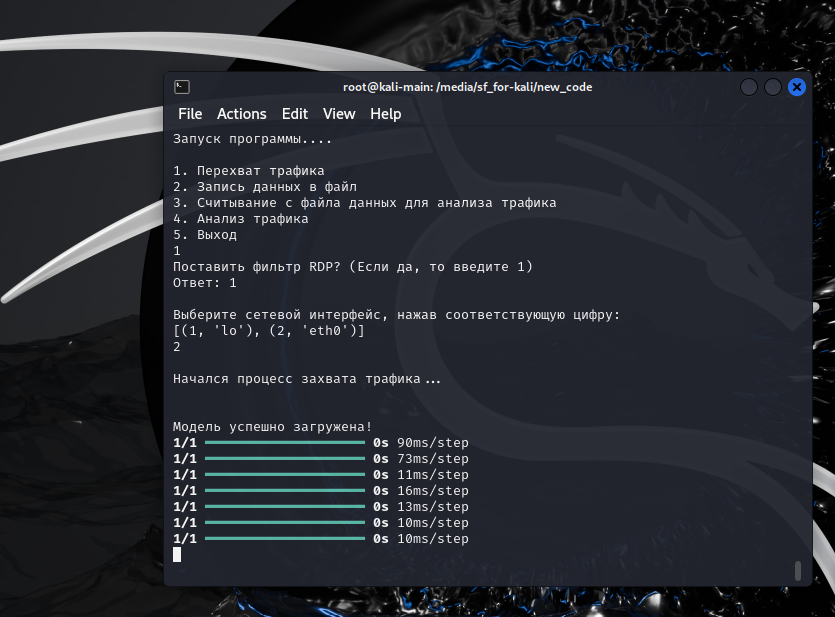 root@kali-main: /media/sf_for-kali/new_code
File Actions Edit View Help
Запуск программы....
1. Перехват трафика
2. Запись данных в файл
3. Считывание с файла данных для анализа трафика
4. Анализ трафика
5. Выход
1
Поставить фильтр RDP? (Если да, то введите 1)
Ответ: 1
Выберите сетевой интерфейс, нажав соответствующую цифру:
[(1, 'lo'), (2, 'eth0')]
2
Начался процесс захвата трафика...
Модель успешно загружена!
1/1 0s 90ms/step
1/1 0s 73ms/step
1/1 0s 11ms/step
1/1 0s 16ms/step
1/1 0s 13ms/step
1/1 0s 10ms/step
1/1 0s 10ms/step